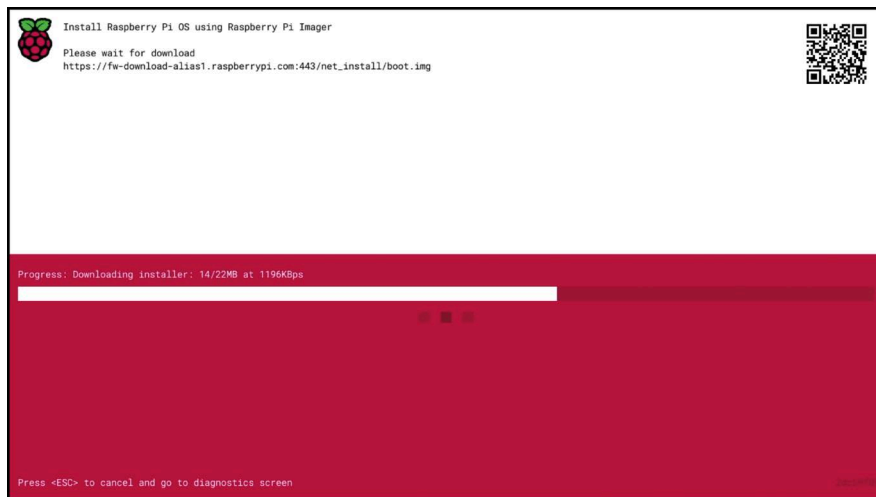 Install Raspberry Pi OS using Raspberry Pi Imager
Please wait for download
https://fw-download-alias1.raspberrypi.com:443/net_install/boot.img
Progress: Downloading installer: 14/22MB at 1196KBps
Press <ESC> to cancel and go to diagnostics screen